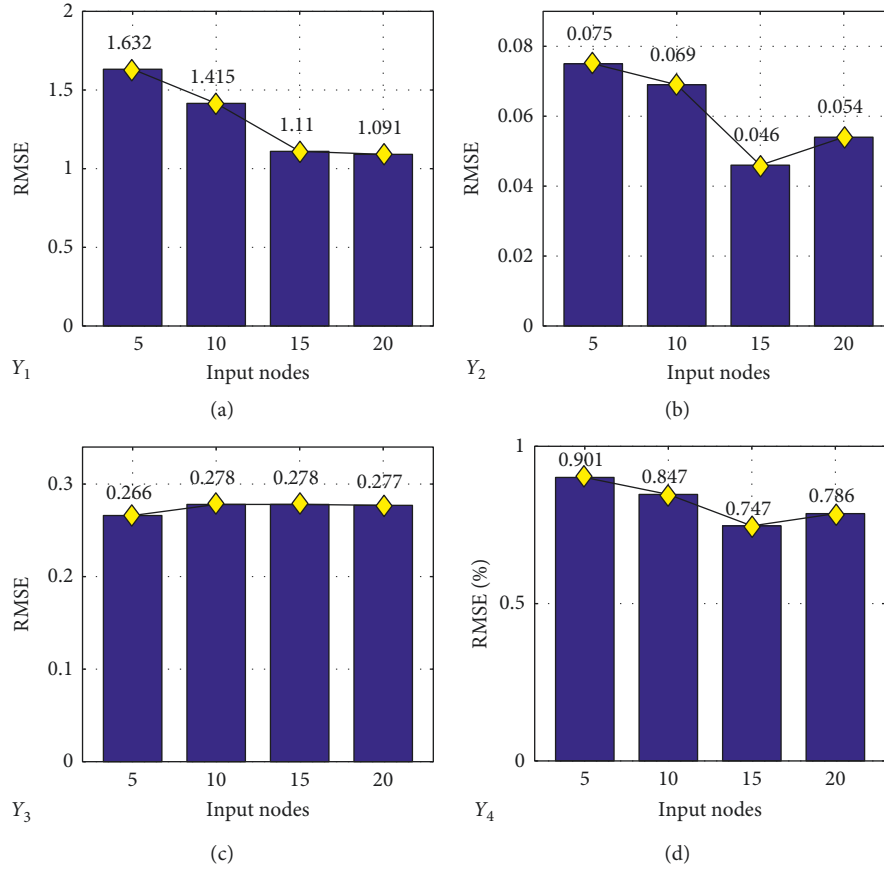 2
1.5
1
0.5
0
RMSE
1.632
1.415
1.11
1.091
5 10 15 20
Input nodes
Y1
(a)
0.08
0.06
0.04
0.02
0
RMSE
0.075
0.069
0.046
0.054
5 10 15 20
Input nodes
Y2
(b)
0.3
0.2
0.1
0
RMSE
0.266
0.278
0.278
0.277
5 10 15 20
Input nodes
Y3
(c)
1
0.5
0
RMSE (%)
0.901
0.847
0.747
0.786
5 10 15 20
Input nodes
Y4
(d)